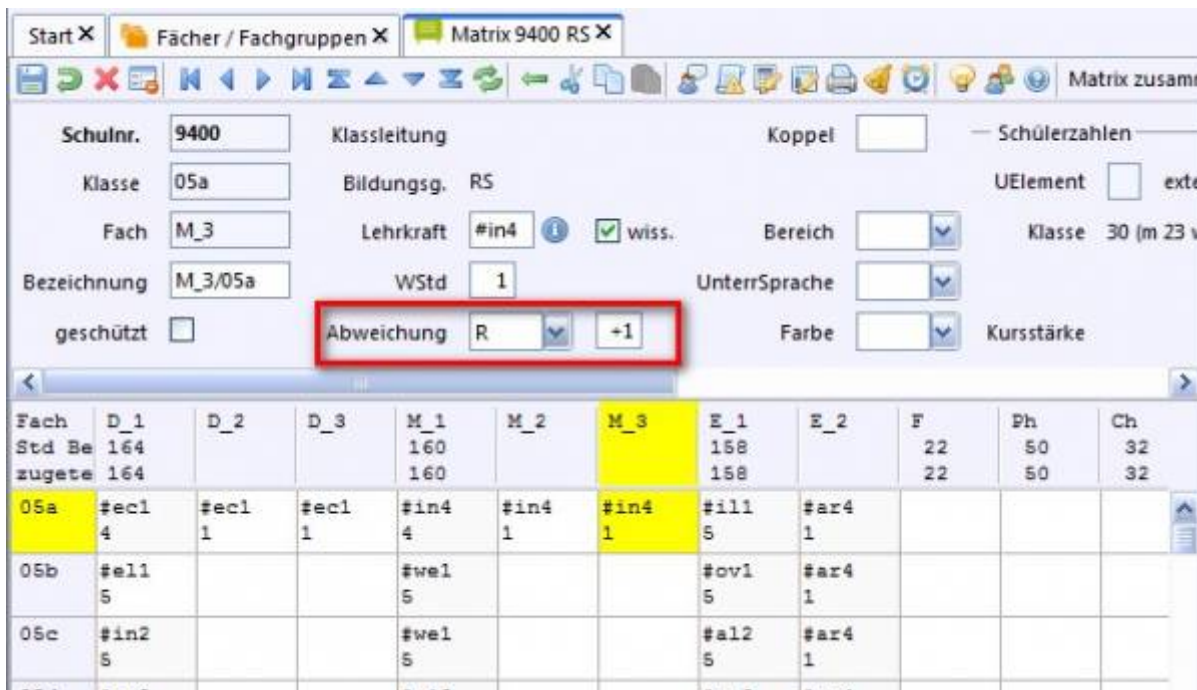 Start X Fächer / Fachgruppen X Matrix 9400 RS X
Matrix zusamm
Schulnr. 9400 Klassleitung Koppel Schülerzahlen
Klasse 05a Bildungsg. RS UElement exte
Fach M_3 Lehrkraft #in4 wiss. Bereich Klasse 30 (m 23 w
Bezeichnung M_3/05a WStd 1 UnterrSprache
geschützt Abweichung R ÷1 Farbe Kursstärke
Fach D_1 D_2 D_3 M_1 M_2 M_3 E_1 E_2 F Ph Ch
Std Be 164 160 158 22 50 32
zugete 164 160 158 22 50 32
05a #ec1 #ec1 #ec1 #in4 #in4 #in4 #il1 #ar4
4 1 1 4 1 1 5 1
05b #el1 #we1 #ov1 #ar4
5 5 5 1
05c #in2 #we1 #al2 #ar4
5 5 5 1